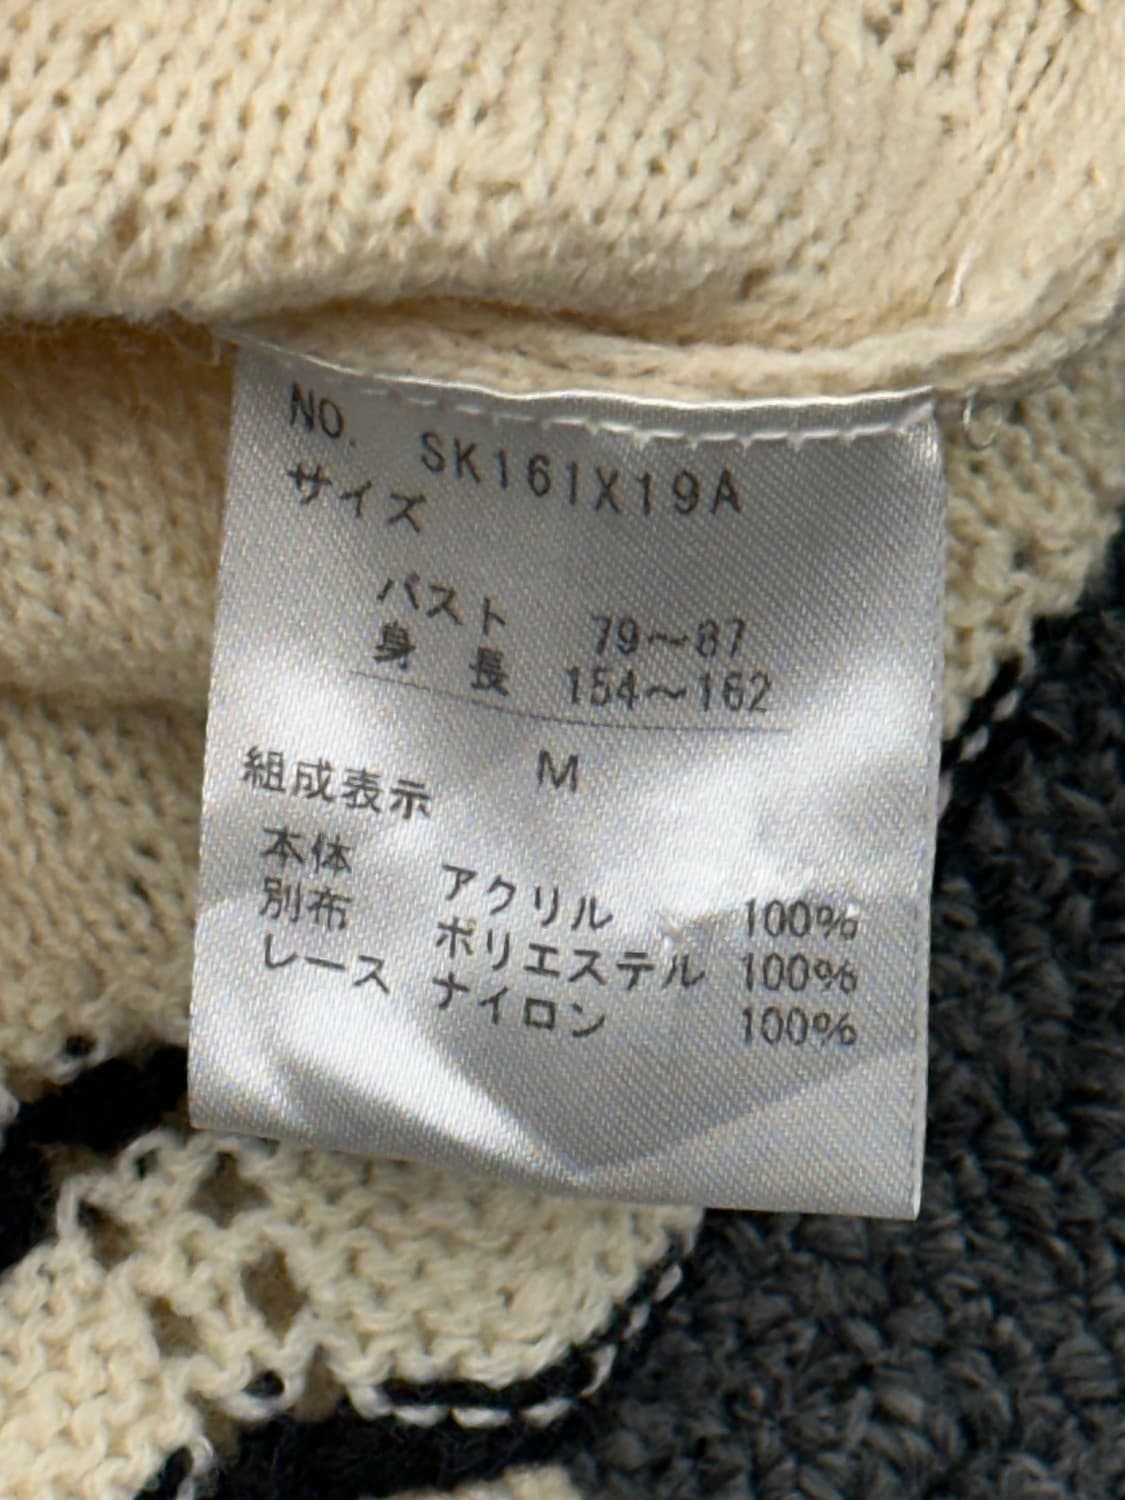 NO. SK161X19A
サイズ
バスト 79〜87
身長 154〜162
M
組成表示
本体 アクリル 100%
別布 ポリエステル 100%
レース ナイロン 100%